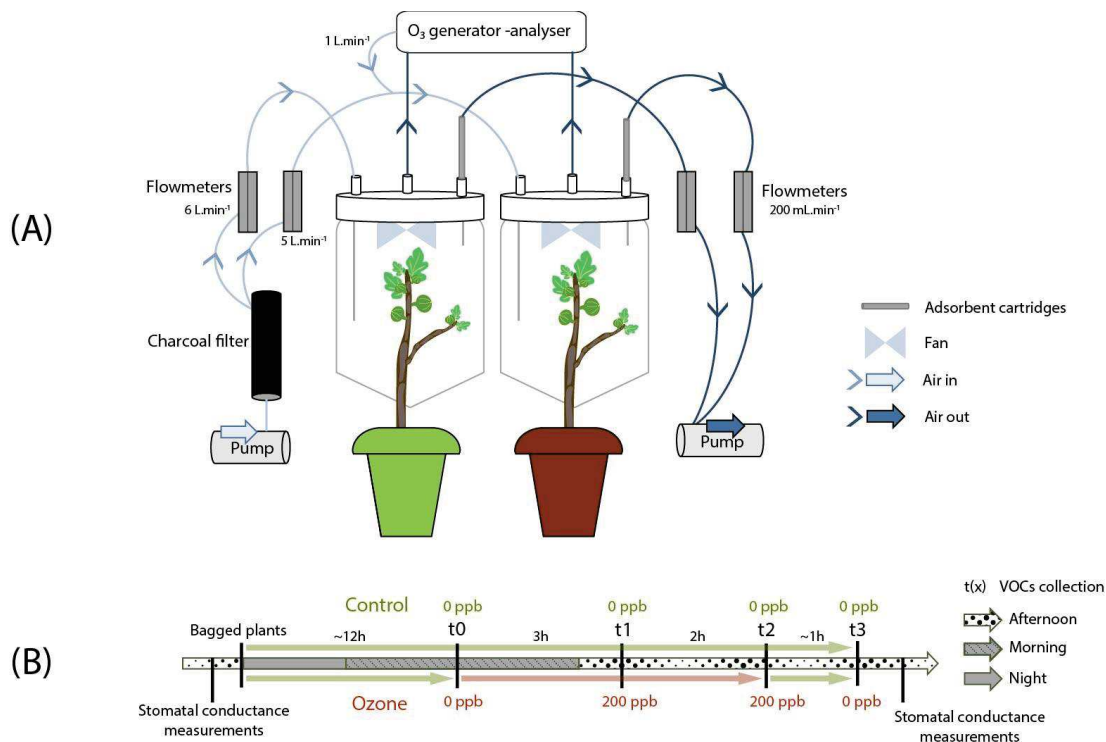 (A)
O₃ generator -analyser
1 L.min⁻¹
Flowmeters
6 L.min⁻¹
5 L.min⁻¹
Charcoal filter
Pump
Flowmeters
200 mL.min⁻¹
Pump
Adsorbent cartridges
Fan
Air in
Air out
(B)
Control
0 ppb
0 ppb
0 ppb
0 ppb
Bagged plants
~12h
t0
3h
t1
2h
t2
~1h
t3
Stomatal conductance
measurements
Ozone
0 ppb
200 ppb
200 ppb
0 ppb
Stomatal conductance
measurements
t(x) VOCs collection
Afternoon
Morning
Night